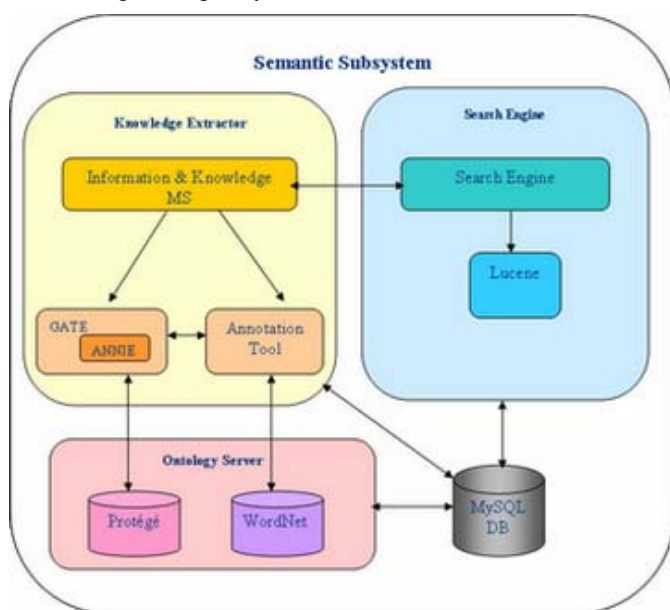 Semantic Subsystem
Knowledge Extractor
Information & Knowledge
MS
GATE
ANNIE
Annotation
Tool
Search Engine
Search Engine
Lucene
Ontology Server
Protégé
WordNet
MySQL
DB